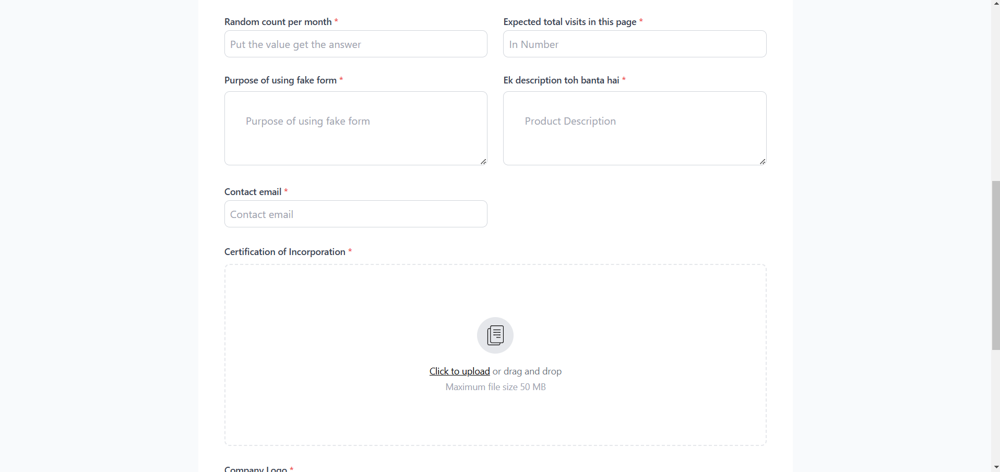 Random count per month *
Expected total visits in this page *
Put the value get the answer
In Number
Purpose of using fake form *
Ek description toh banta hai *
Purpose of using fake form
Product Description
Contact email *
Contact email
Certification of Incorporation *
Click to upload or drag and drop
Maximum file size 50 MB
Company Logo *